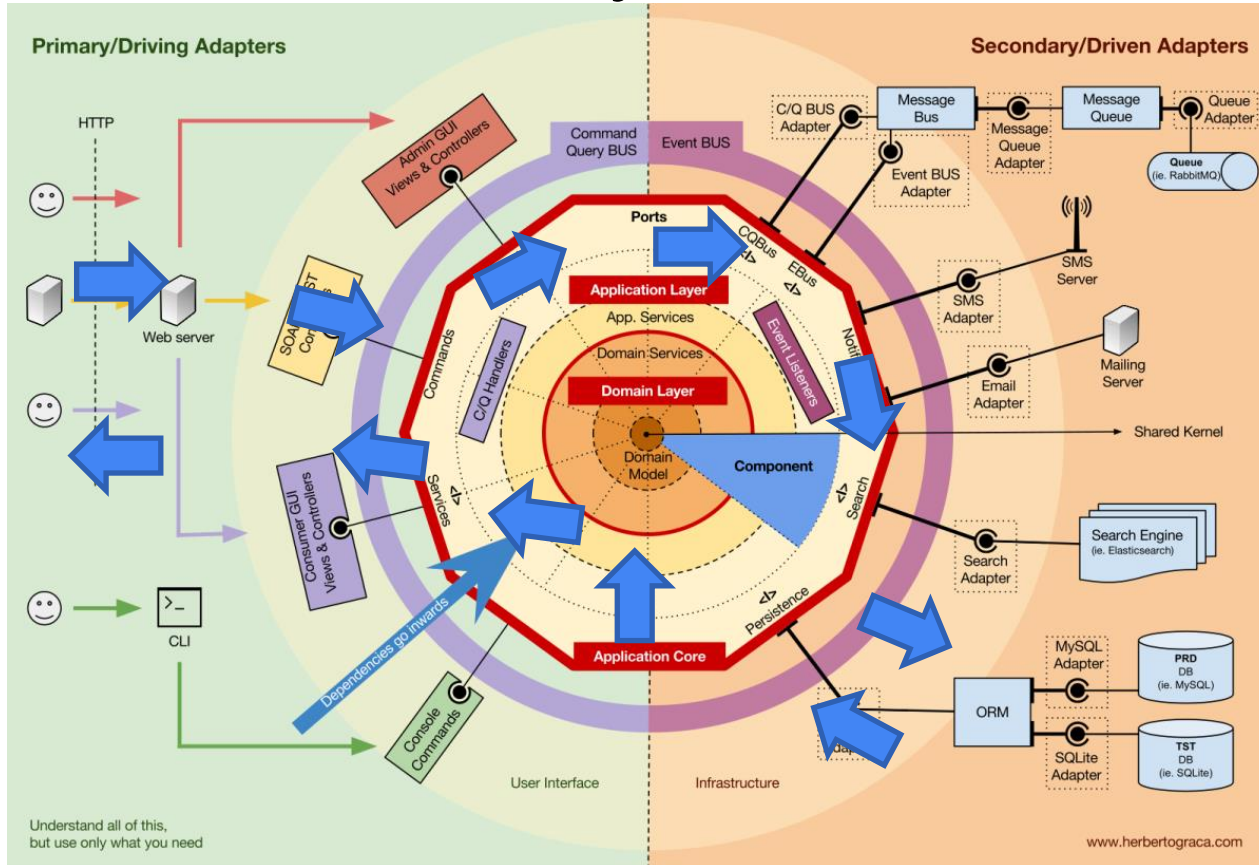 Primary/Driving Adapters
Secondary/Driven Adapters
HTTP
Admin GUI
Views & Controllers
Command
Query BUS
Event BUS
C/Q BUS
Adapter
Message
Bus
Message
Queue Adapter
Message
Queue
Queue
Adapter
Event BUS
Adapter
Queue
(ie. RabbitMQ)
Ports
CQBus
</>
EBus
</>
SMS
Server
SMS
Adapter
Web server
SOA
Application Layer
App. Services
Domain Services
Domain Layer
Domain
Model
Commands
C/Q Handlers
Event Listeners
Email
Adapter
Mailing
Server
Shared Kernel
Component
Services
</>
</>
Search
Consumer GUI
Views & Controllers
Search
Adapter
Search Engine
(ie. Elasticsearch)
>_
CLI
Dependencies go inwards
</>
Persistence
Application Core
Console
Commands
ORM
MySQL
Adapter
PRD
DB
(ie. MySQL)
SQLite
Adapter
TST
DB
(ie. SQLite)
User Interface
Infrastructure
Understand all of this,
but use only what you need
www.herbertograca.com